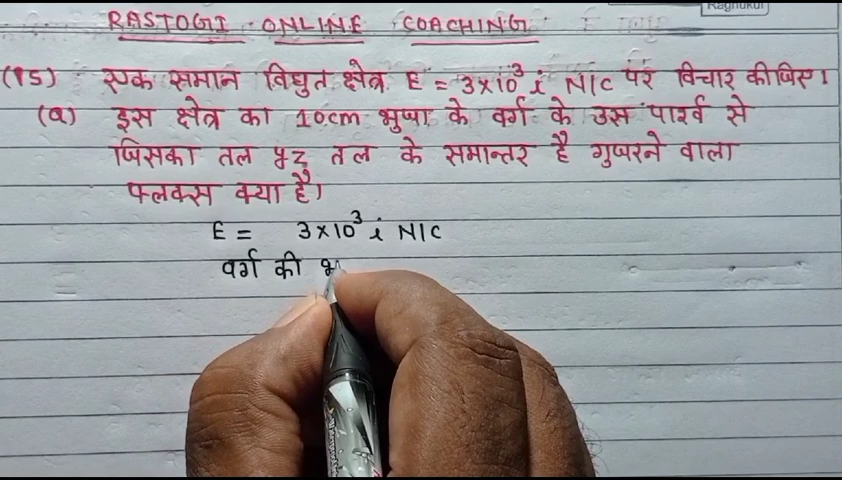 Raghukul
RASTOGI ONLINE COACHING
(15) एक समान विद्युत क्षेत्र E = 3×10³ i N/C पर विचार कीजिए।
(a) इस क्षेत्र का 10cm भुजा के वर्ग के उस पार्श्व से
जिसका तल yz तल के समान्तर है गुजरने वाला
फ्लक्स क्या है।
E = 3×10³ i N/C
वर्ग की भु